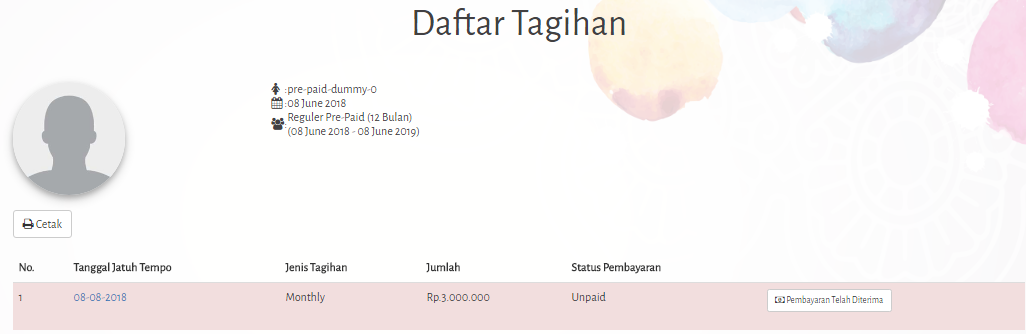 Daftar Tagihan
:pre-paid-dummy-0
:08 June 2018
:Reguler Pre-Paid (12 Bulan)
(08 June 2018 - 08 June 2019)
Cetak
No. Tanggal Jatuh Tempo Jenis Tagihan Jumlah Status Pembayaran
1 08-08-2018 Monthly Rp.3.000.000 Unpaid Pembayaran Telah Diterima